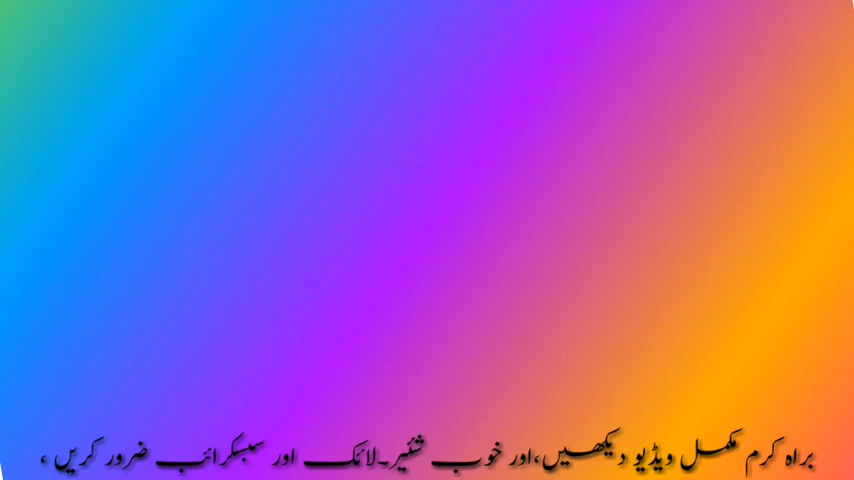 براہ کرم مکمل ویڈیو دیکھیں،اور خوب شئیر۔لائک اور سبسکرائب ضرور کریں ،